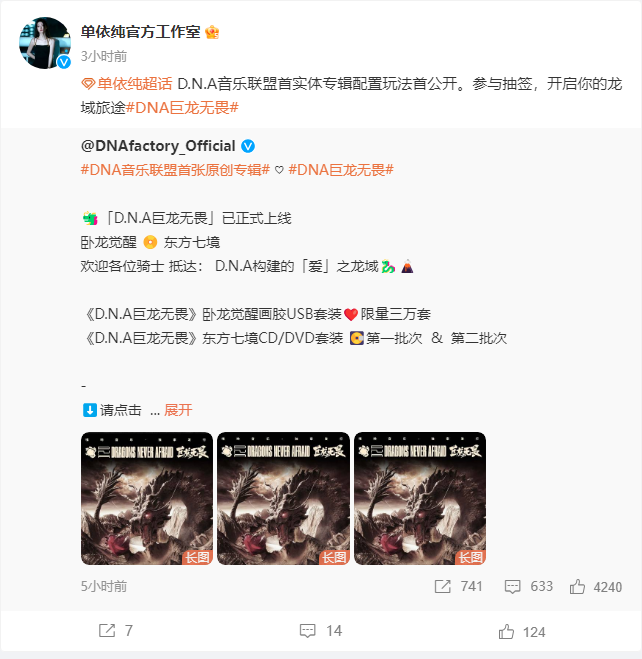 单依纯官方工作室
3小时前
单依纯超话 D.N.A音乐联盟首实体专辑配置玩法首公开。参与抽签，开启你的龙
域旅途#DNA巨龙无畏#
@DNAfactory_Official
#DNA音乐联盟首张原创专辑# ♡ #DNA巨龙无畏#
「D.N.A巨龙无畏」已正式上线
卧龙觉醒 📀 东方七境
欢迎各位骑士 抵达： D.N.A构建的「爱」之龙域🐉🌋
《D.N.A巨龙无畏》卧龙觉醒画胶USB套装❤️限量三万套
《D.N.A巨龙无畏》东方七境CD/DVD套装 💽第一批次 & 第二批次
-
⬇️请点击 ... 展开
DRAGONS NEVER AFRAID 巨龙无畏
长图
DRAGONS NEVER AFRAID 巨龙无畏
长图
DRAGONS NEVER AFRAID 巨龙无畏
长图
5小时前 741 633 4240
7 14 124